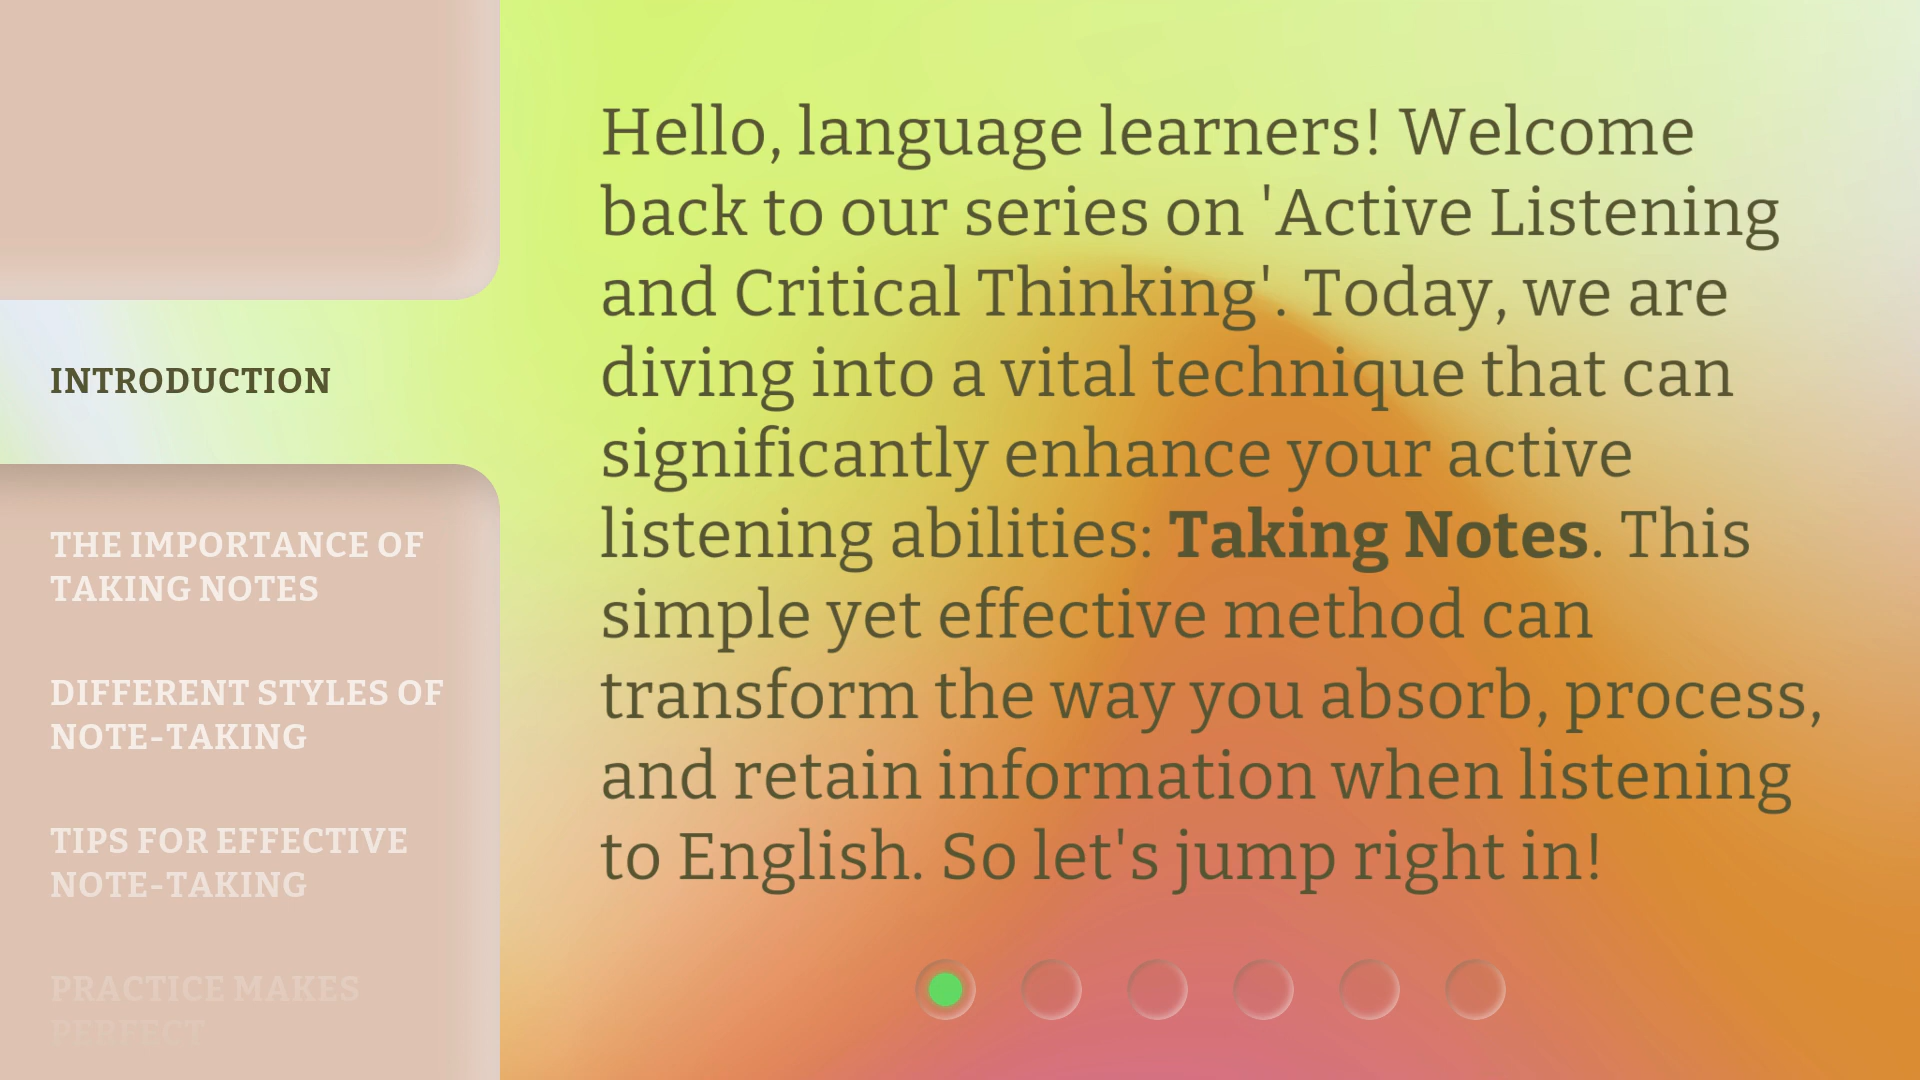 INTRODUCTION
THE IMPORTANCE OF
TAKING NOTES
DIFFERENT STYLES OF
NOTE-TAKING
TIPS FOR EFFECTIVE
NOTE-TAKING
PRACTICE MAKES
PERFECT
Hello, language learners! Welcome
back to our series on 'Active Listening
and Critical Thinking'. Today, we are
diving into a vital technique that can
significantly enhance your active
listening abilities: Taking Notes. This
simple yet effective method can
transform the way you absorb, process,
and retain information when listening
to English. So let's jump right in!